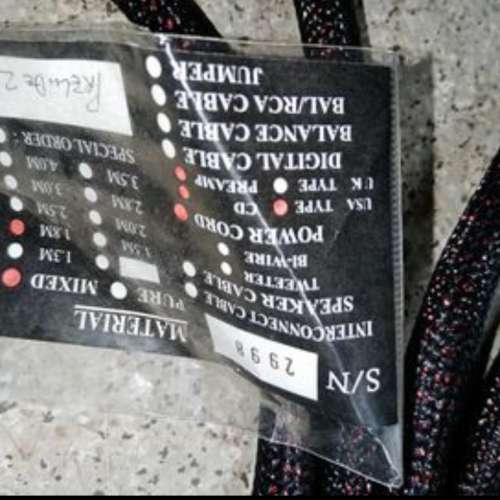 S/N 2998
INTERCONNECT CABLE
SPEAKER CABLE
TWEETER
BI-WIRE
POWER CORD
USA TYPE CD
U K TYPE PREAMP
DIGITAL CABLE
BALANCE CABLE
BAL/RCA CABLE
JUMPER
MATERIAL
PURE MIXED
1.3M
1.5M 1.8M
2.0M 2.5M
2.8M 3.0M
3.5M 4.0M
SPECIAL ORDER :
PRELUDE 2